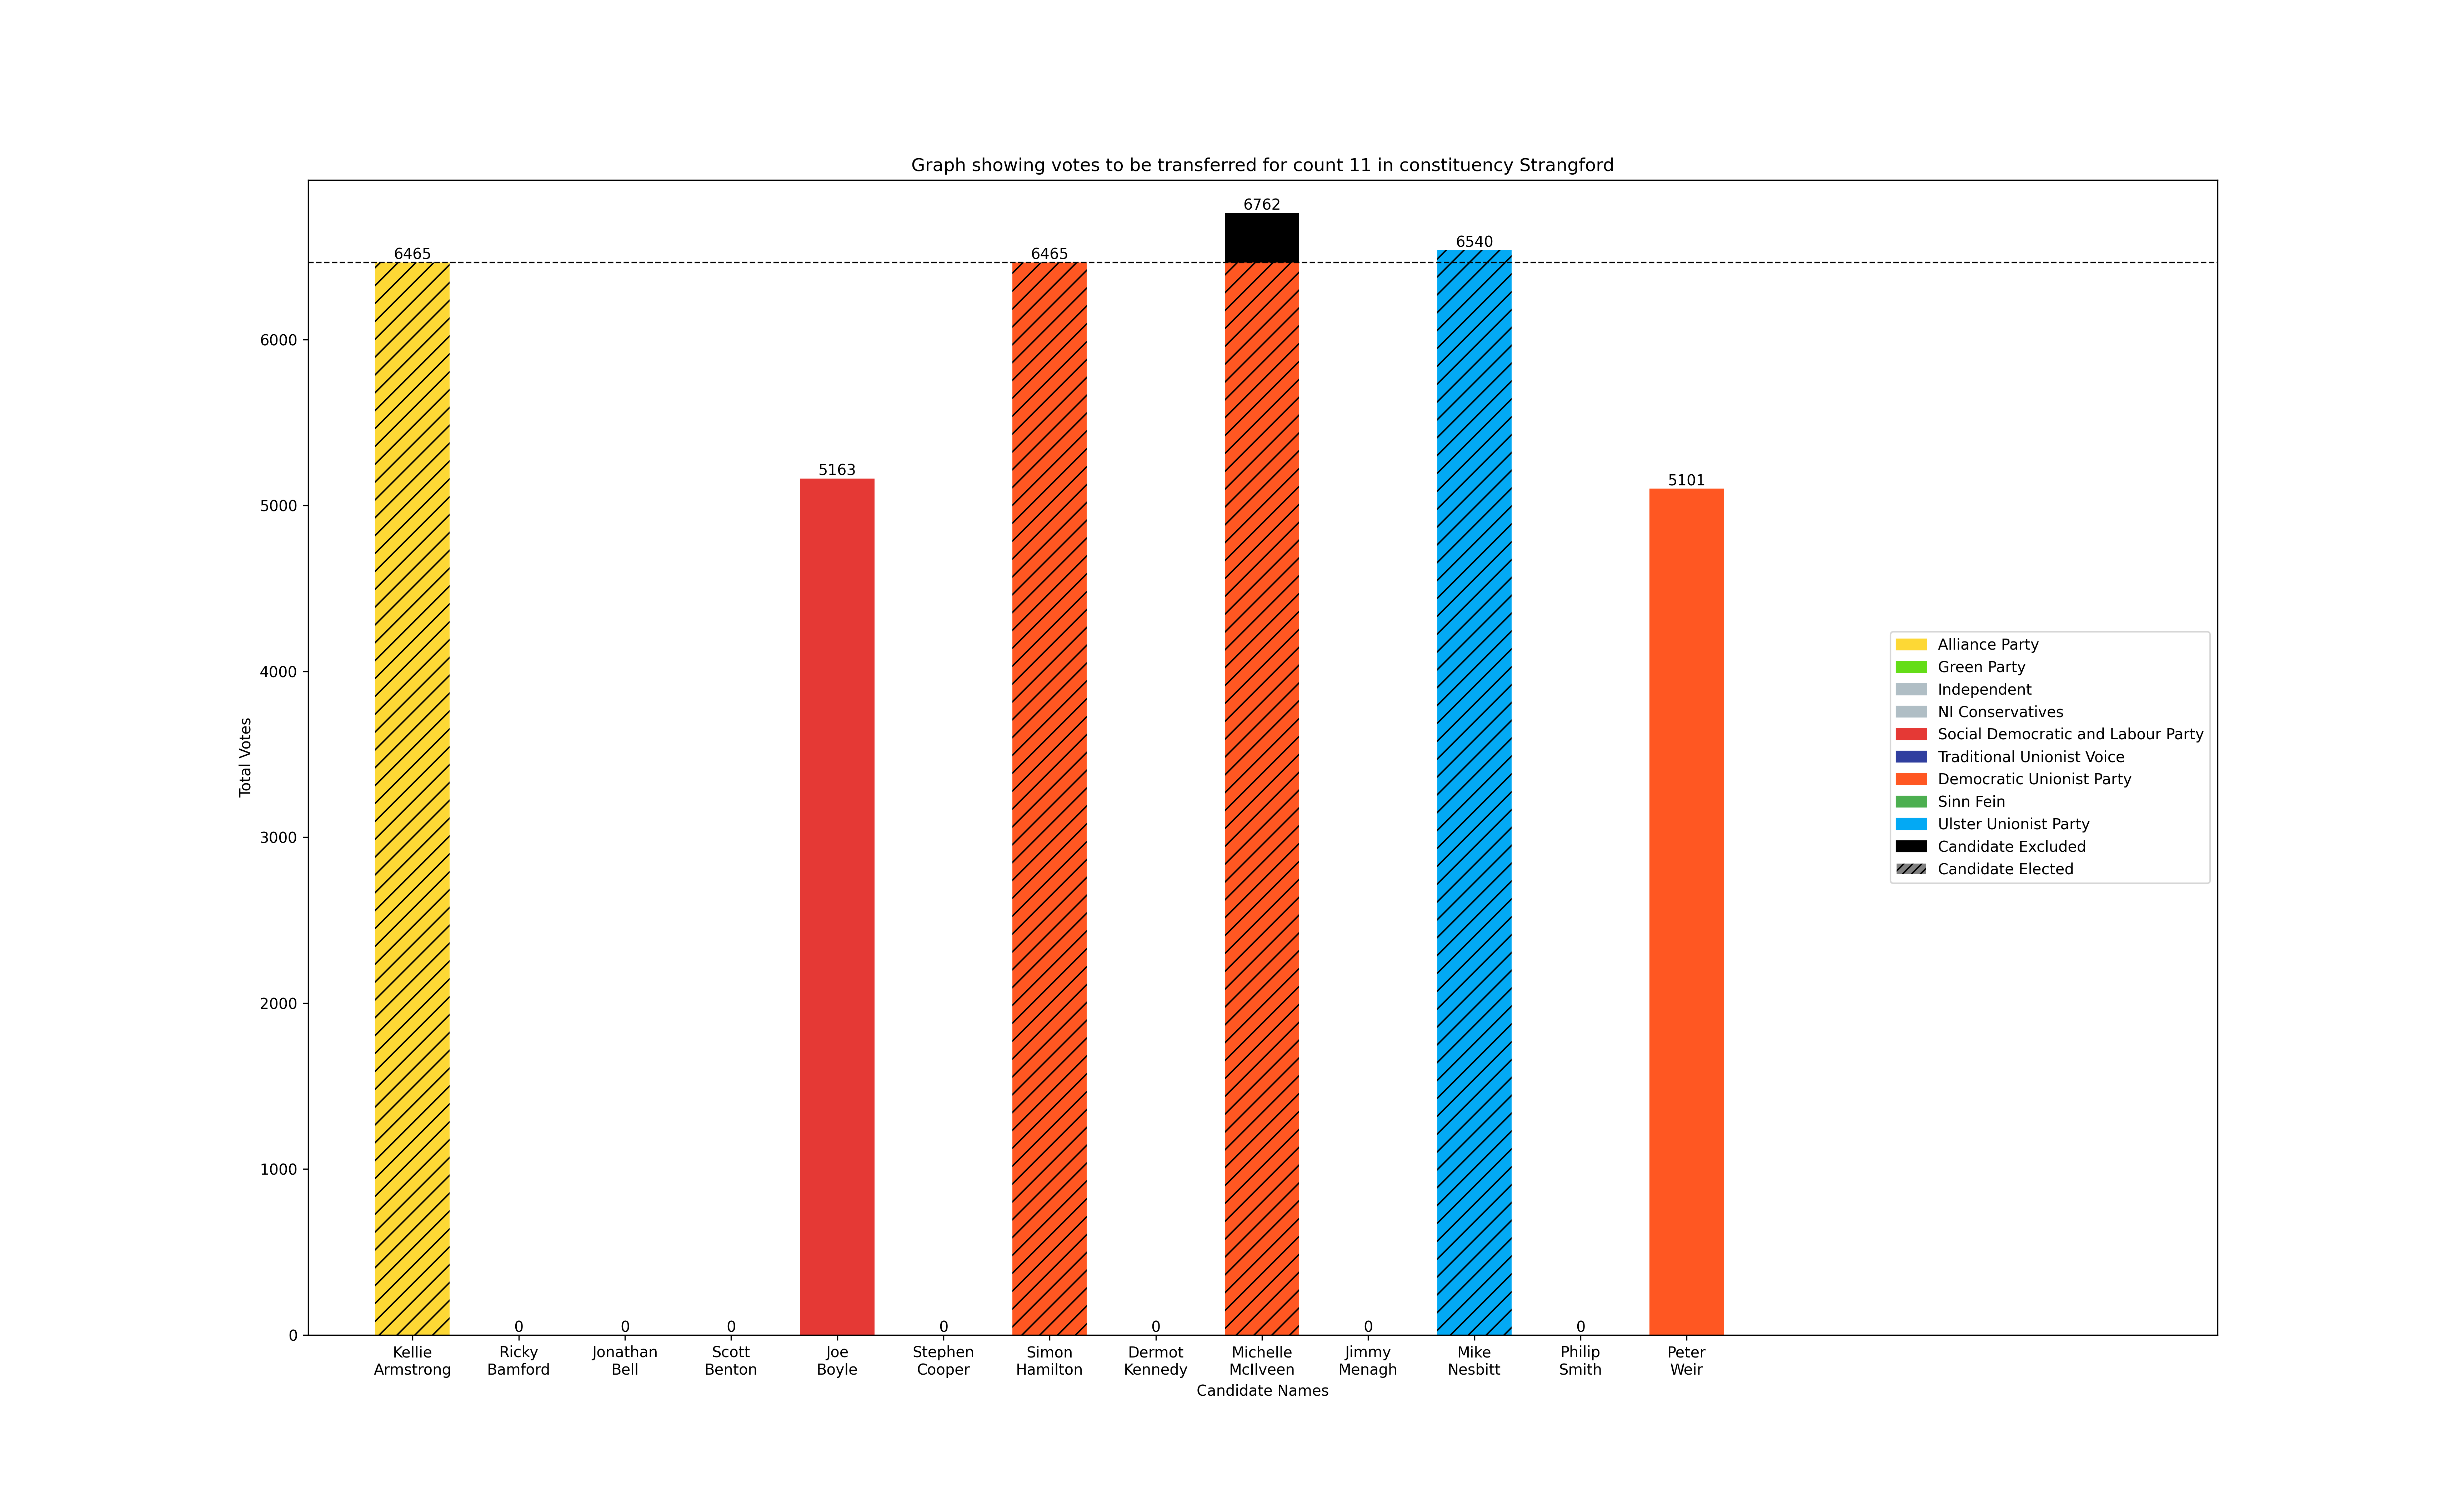 Graph showing votes to be transferred for count 11 in constituency Strangford
6762
6540
6465
6465
5163
5101
0
0
0
0
0
0
0
6000
5000
4000
3000
2000
1000
0
Total Votes
Kellie
Armstrong
Ricky
Bamford
Jonathan
Bell
Scott
Benton
Joe
Boyle
Stephen
Cooper
Simon
Hamilton
Dermot
Kennedy
Michelle
McIlveen
Jimmy
Menagh
Mike
Nesbitt
Philip
Smith
Peter
Weir
Candidate Names
Alliance Party
Green Party
Independent
NI Conservatives
Social Democratic and Labour Party
Traditional Unionist Voice
Democratic Unionist Party
Sinn Fein
Ulster Unionist Party
Candidate Excluded
Candidate Elected